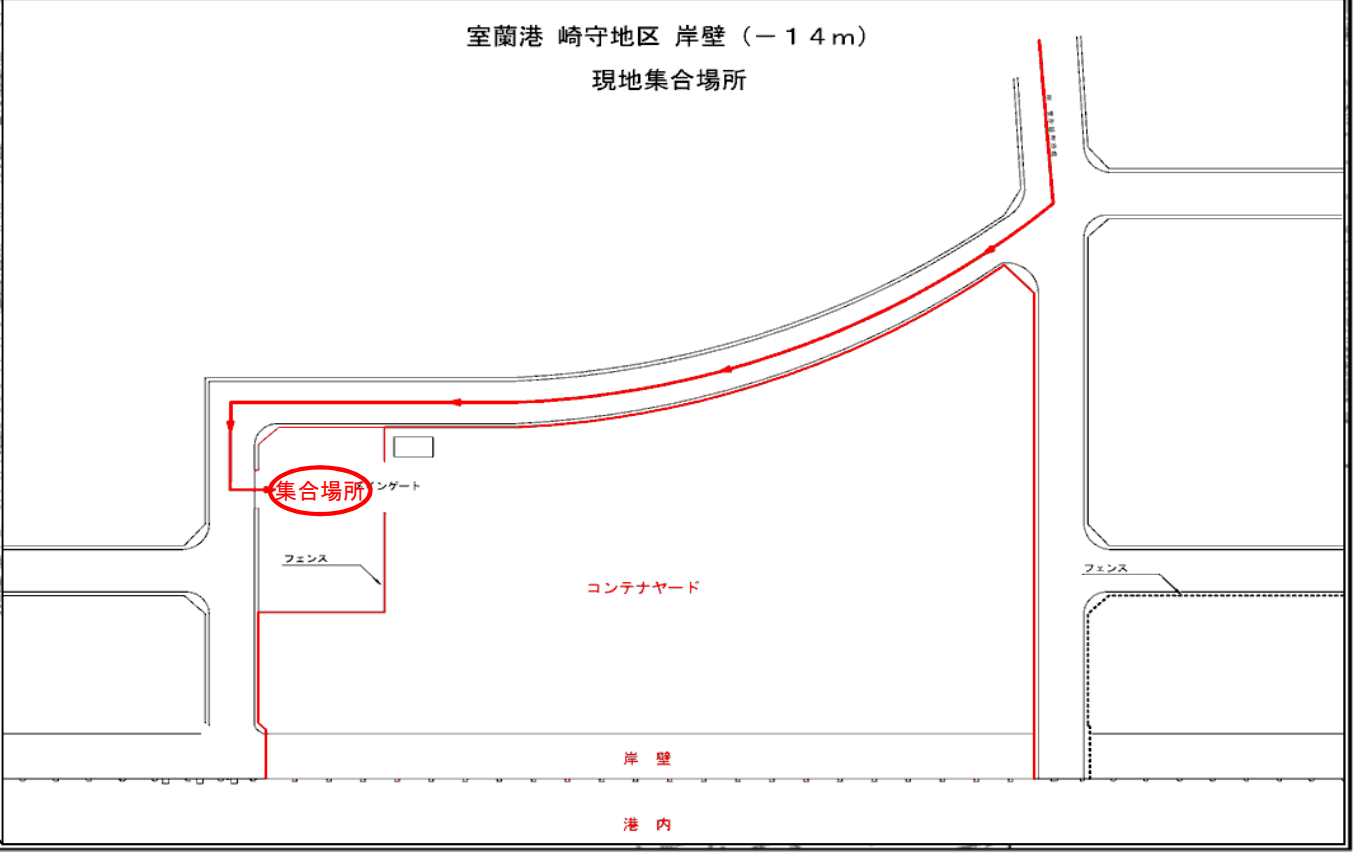 室蘭港 崎守地区 岸壁（－１４ｍ）
現地集合場所
集合場所
インゲート
フェンス
フェンス
コンテナヤード
岸 壁
港 内